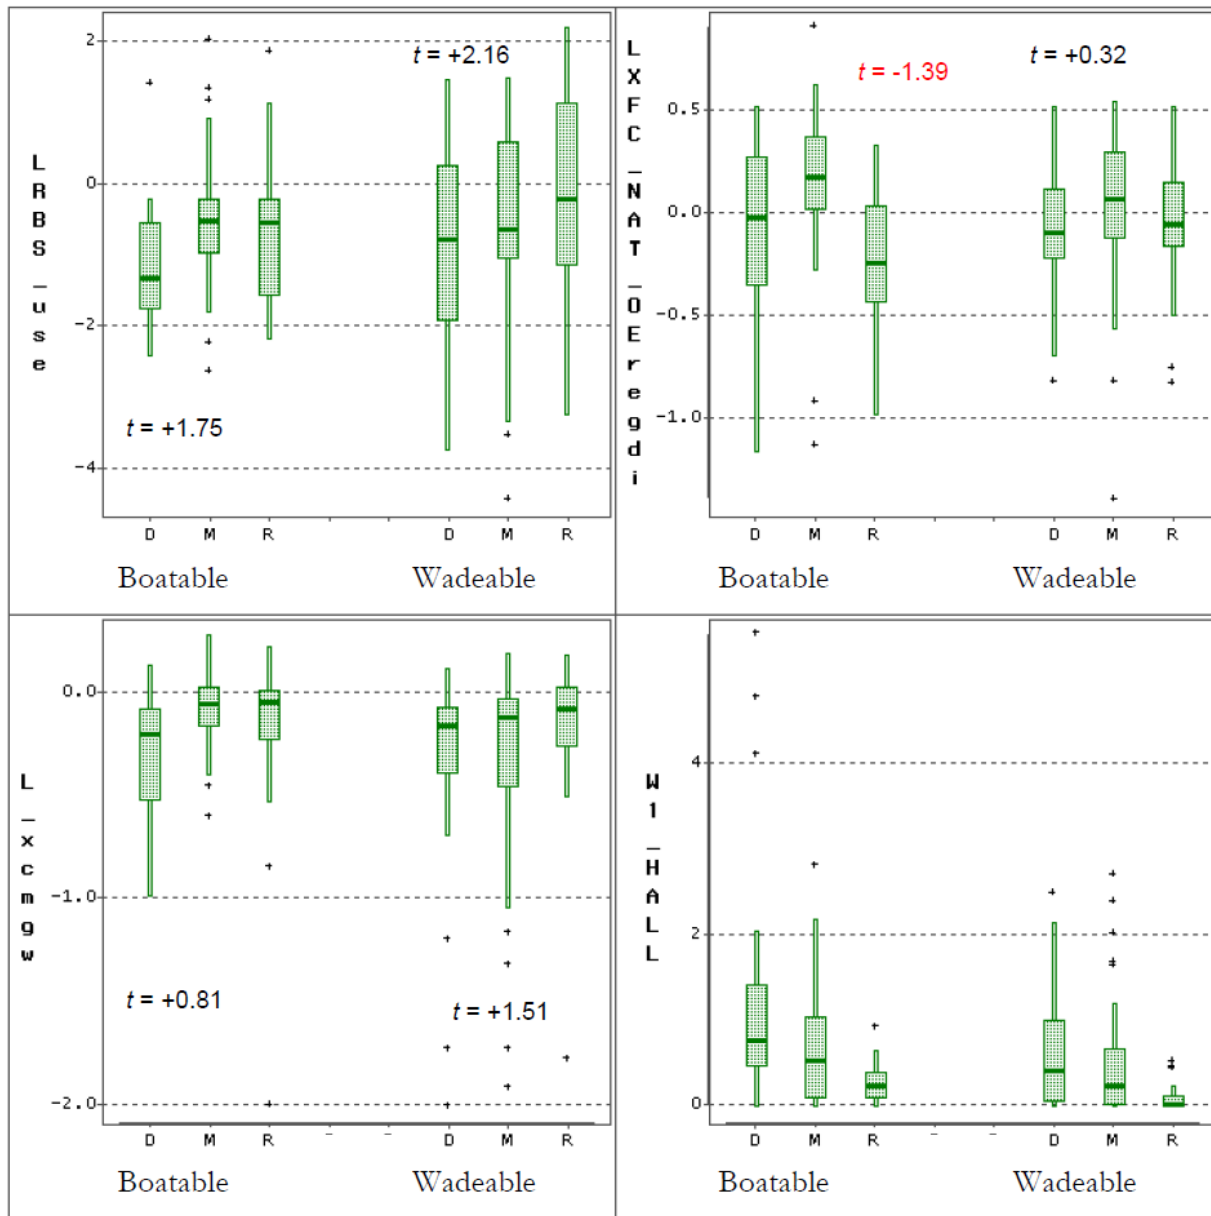 LRBS_use
2
0
-2
-4
t = +2.16
t = +1.75
D M R D M R
Boatable Wadeable
LXFC_NAT_OEregdi
0.5
0.0
-0.5
-1.0
t = -1.39
t = +0.32
D M R D M R
Boatable Wadeable
L_xcmgw
0.0
-1.0
-2.0
t = +0.81
t = +1.51
D M R D M R
Boatable Wadeable
W1_HALL
4
2
0
D M R D M R
Boatable Wadeable